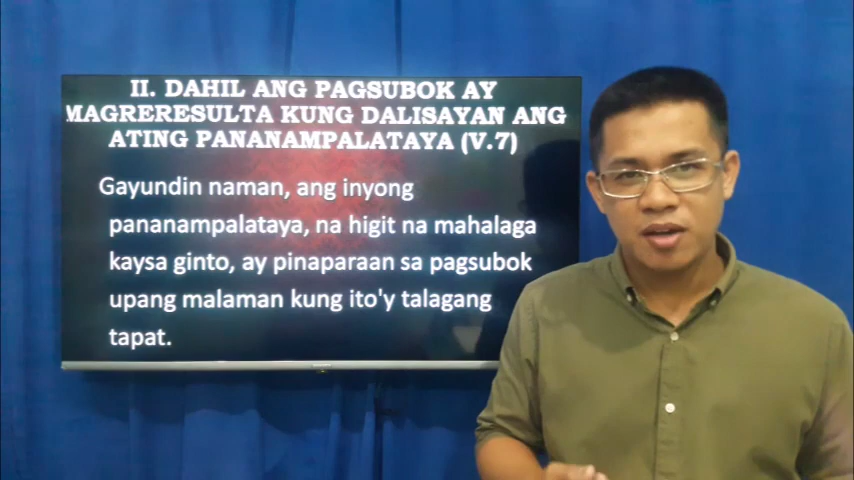 II. DAHIL ANG PAGSUBOK AY
MAGRERESULTA KUNG DALISAYAN ANG
ATING PANANAMPALATAYA (V.7)
Gayundin naman, ang inyong
pananampalataya, na higit na mahalaga
kaysa ginto, ay pinaparaan sa pagsubok
upang malaman kung ito'y talagang
tapat.